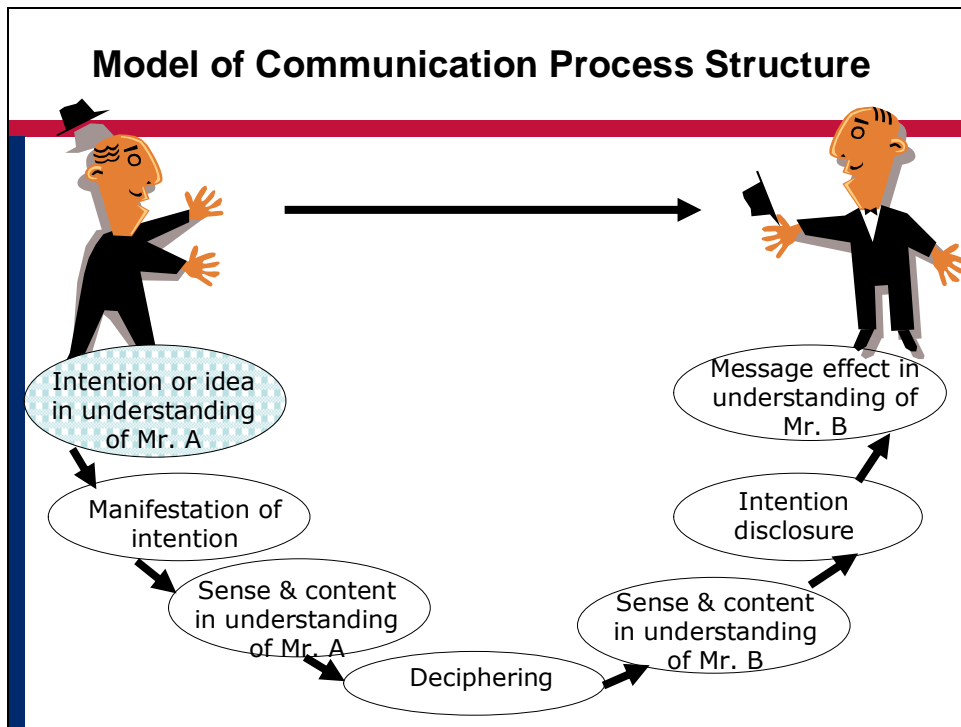 Model of Communication Process Structure
Intention or idea
in understanding
of Mr. A
Manifestation of
intention
Sense & content
in understanding
of Mr. A
Deciphering
Sense & content
in understanding
of Mr. B
Intention
disclosure
Message effect in
understanding of
Mr. B